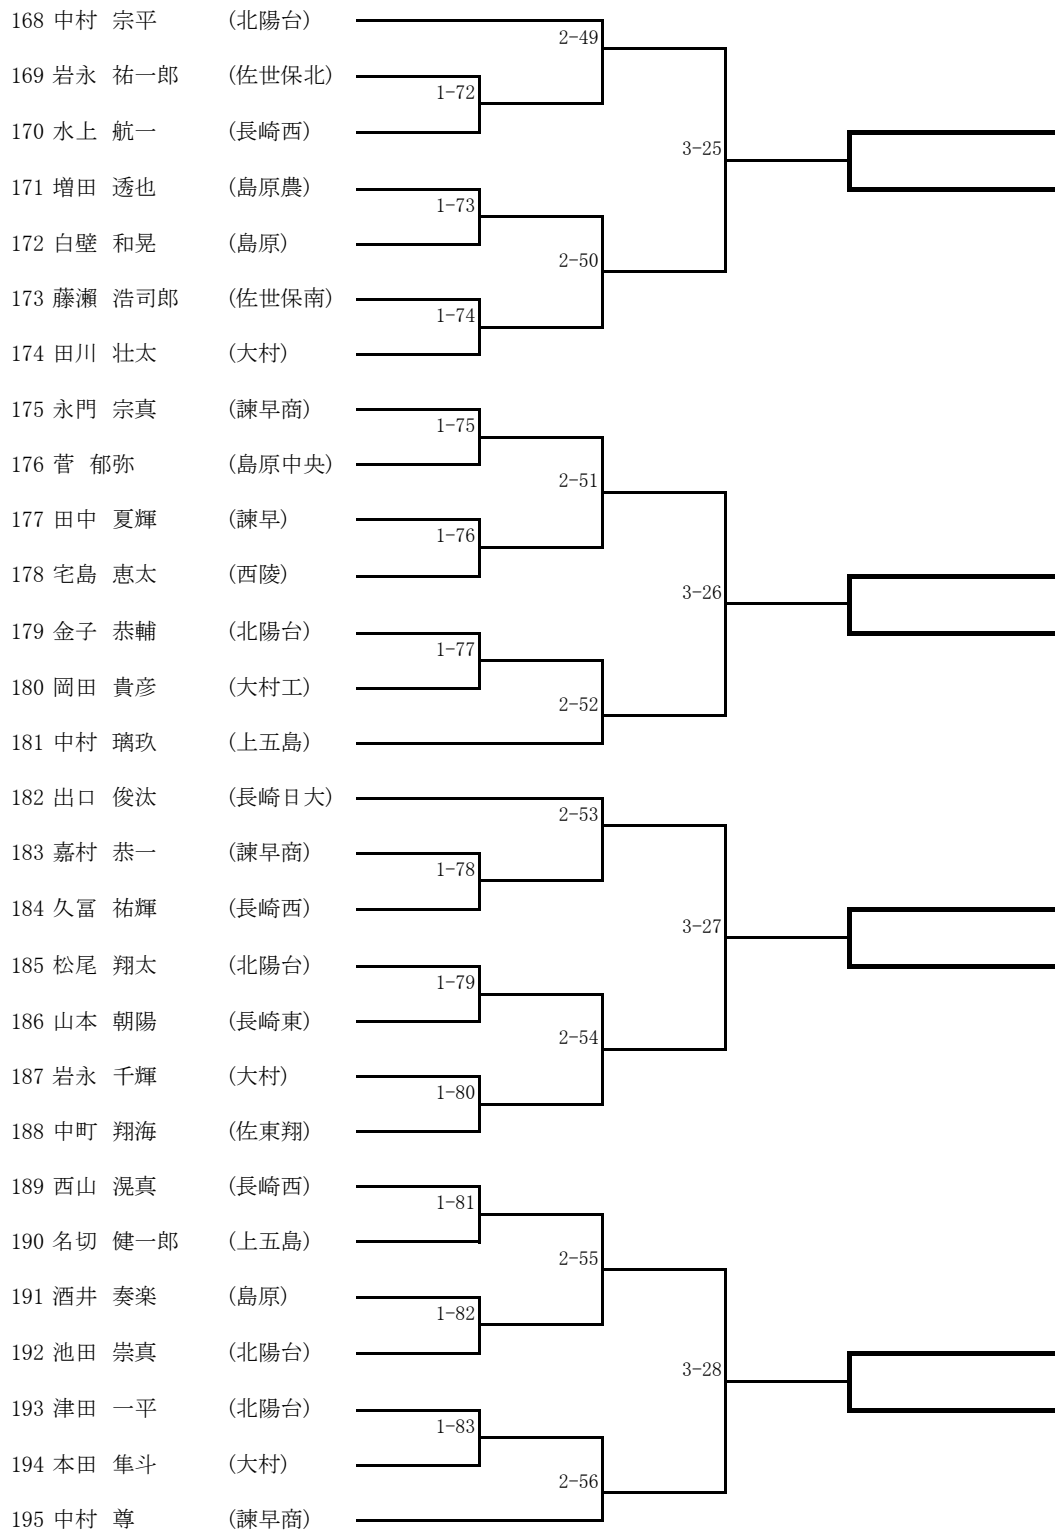 168 中村 宗平 (北陽台)
2-49
169 岩永 祐一郎 (佐世保北)
1-72
170 水上 航一 (長崎西)
3-25
171 増田 透也 (島原農)
1-73
172 白壁 和晃 (島原)
2-50
173 藤瀬 浩司郎 (佐世保南)
1-74
174 田川 壮太 (大村)
175 永門 宗真 (諫早商)
1-75
176 菅 郁弥 (島原中央)
2-51
177 田中 夏輝 (諫早)
1-76
178 宅島 恵太 (西陵)
3-26
179 金子 恭輔 (北陽台)
1-77
180 岡田 貴彦 (大村工)
2-52
181 中村 璃玖 (上五島)
182 出口 俊汰 (長崎日大)
2-53
183 嘉村 恭一 (諫早商)
1-78
184 久冨 祐輝 (長崎西)
3-27
185 松尾 翔太 (北陽台)
1-79
186 山本 朝陽 (長崎東)
2-54
187 岩永 千輝 (大村)
1-80
188 中町 翔海 (佐東翔)
189 西山 滉真 (長崎西)
1-81
190 名切 健一郎 (上五島)
2-55
191 酒井 奏楽 (島原)
1-82
192 池田 崇真 (北陽台)
3-28
193 津田 一平 (北陽台)
1-83
194 本田 隼斗 (大村)
2-56
195 中村 尊 (諫早商)